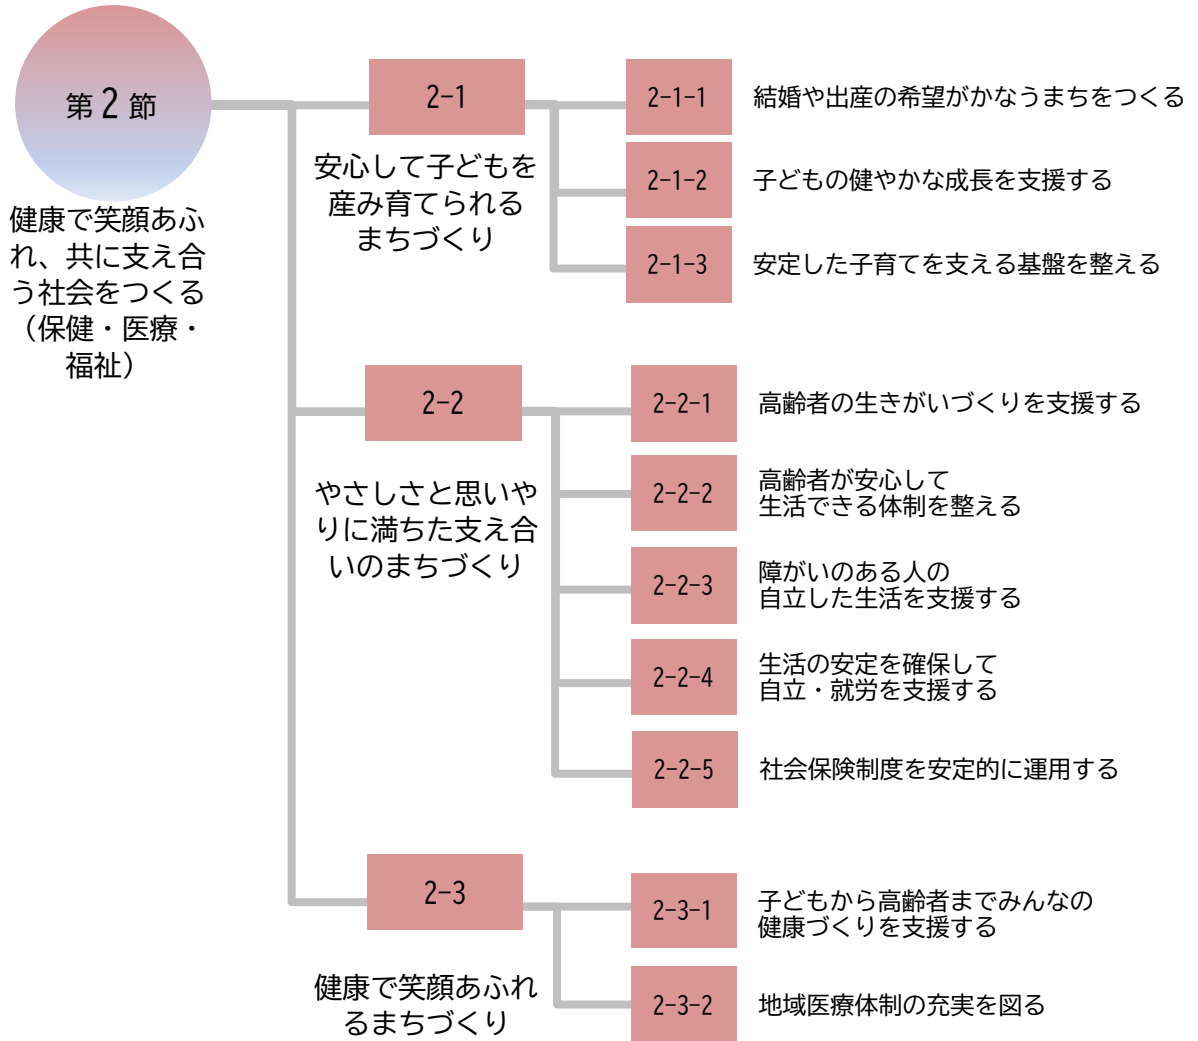 第2節
健康で笑顔あふ
れ、共に支え合
う社会をつくる
（保健・医療・
福祉）
2-1
安心して子どもを
産み育てられる
まちづくり
2-1-1
結婚や出産の希望がかなうまちをつくる
2-1-2
子どもの健やかな成長を支援する
2-1-3
安定した子育てを支える基盤を整える
2-2
やさしさと思いや
りに満ちた支え合
いのまちづくり
2-2-1
高齢者の生きがいづくりを支援する
2-2-2
高齢者が安心して
生活できる体制を整える
2-2-3
障がいのある人の
自立した生活を支援する
2-2-4
生活の安定を確保して
自立・就労を支援する
2-2-5
社会保険制度を安定的に運用する
2-3
健康で笑顔あふれ
るまちづくり
2-3-1
子どもから高齢者までみんなの
健康づくりを支援する
2-3-2
地域医療体制の充実を図る